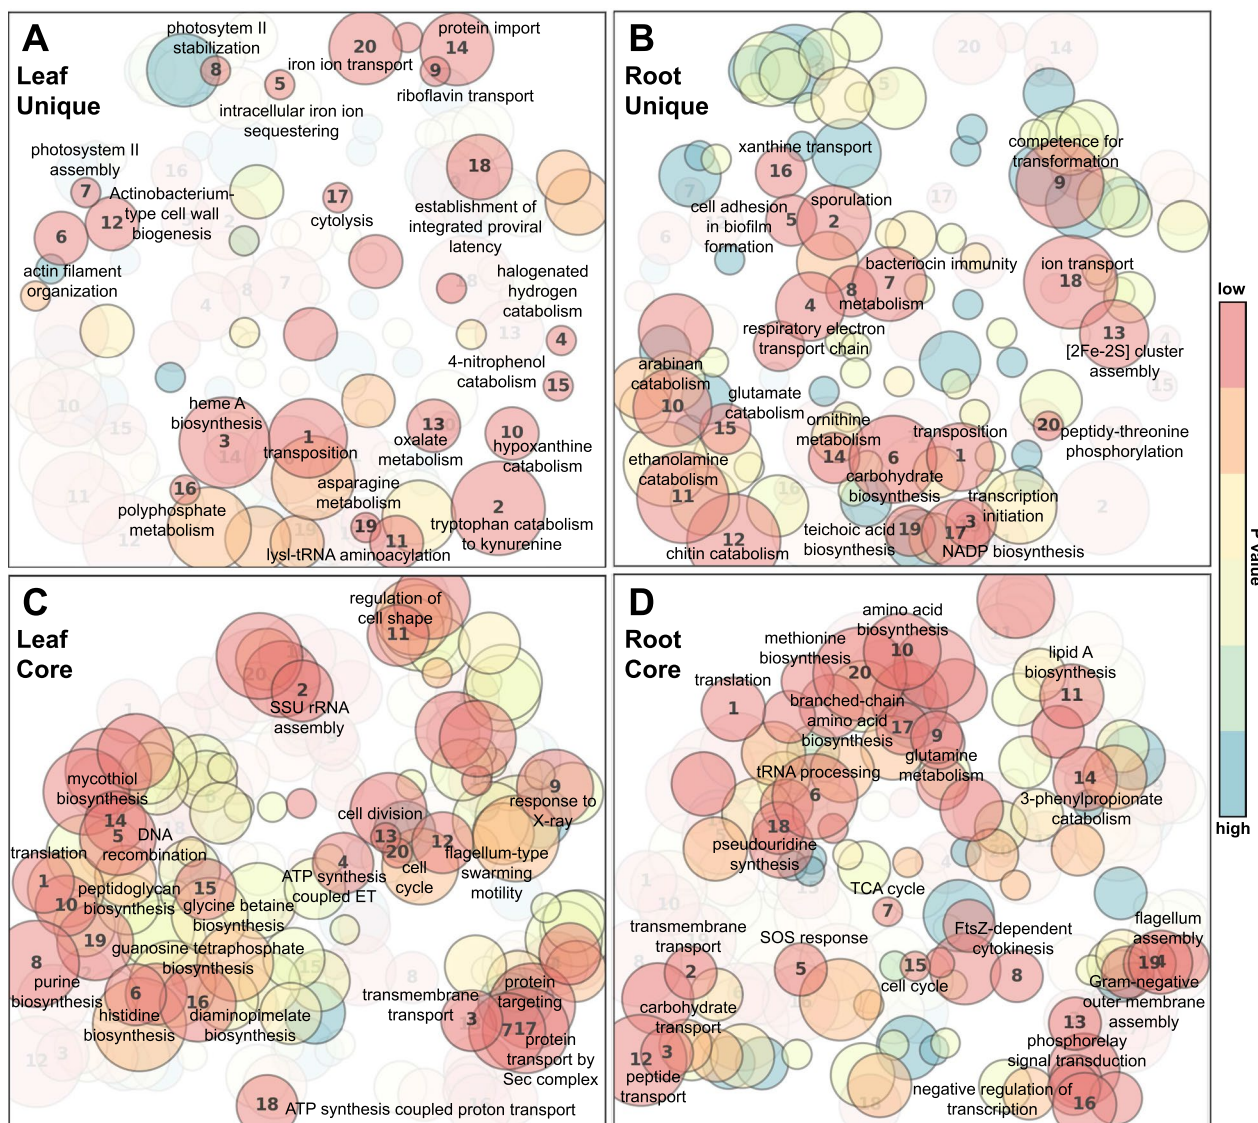 A
Leaf
Unique
photosytem II
stabilization
8
5
intracellular iron ion
sequestering
20
iron ion transport
protein import
14
9
riboflavin transport
photosystem II
assembly
7
Actinobacterium-
type cell wall
biogenesis
12
6
actin filament
organization
17
cytolysis
18
establishment of
integrated proviral
latency
halogenated
hydrogen
catabolism
4
4-nitrophenol
catabolism
15
heme A
biosynthesis
3
1
transposition
13
oxalate
metabolism
10
hypoxanthine
catabolism
16
polyphosphate
metabolism
asparagine
metabolism
2
tryptophan catabolism
to kynurenine
19
11
lysl-tRNA aminoacylation
B
Root
Unique
xanthine transport
16
competence for
transformation
9
cell adhesion
in biofilm
formation
5
sporulation
2
bacteriocin immunity
7
8
metabolism
4
respiratory electron
transport chain
ion transport
18
13
[2Fe-2S] cluster
assembly
arabinan
catabolism
10
glutamate
catabolism
15
ornithine
metabolism
14
6
carbohydrate
biosynthesis
transposition
1
20
peptidy-threonine
phosphorylation
ethanolamine
catabolism
11
12
chitin catabolism
teichoic acid
biosynthesis
19
transcription
initiation
3
17
NADP biosynthesis
low
P value
high
C
Leaf
Core
regulation of
cell shape
11
2
SSU rRNA
assembly
mycothiol
biosynthesis
14
5
DNA
recombination
translation
1
10
peptidoglycan
biosynthesis
15
glycine betaine
biosynthesis
19
guanosine tetraphosphate
biosynthesis
8
purine
biosynthesis
6
histidine
biosynthesis
16
diaminopimelate
biosynthesis
cell division
13
20
cell
cycle
4
ATP synthesis
coupled ET
12
flagellum-type
swarming
motility
9
response to
X-ray
transmembrane
transport
3
protein
targeting
7
17
protein
transport by
Sec complex
18
ATP synthesis coupled proton transport
D
Root
Core
amino acid
biosynthesis
10
methionine
biosynthesis
20
translation
1
branched-chain
amino acid
biosynthesis
17
9
glutamine
metabolism
lipid A
biosynthesis
11
tRNA processing
6
18
pseudouridine
synthesis
14
3-phenylpropionate
catabolism
TCA cycle
7
transmembrane
transport
2
SOS response
5
15
cell cycle
FtsZ-dependent
cytokinesis
8
flagellum
assembly
19
4
Gram-negative
outer membrane
assembly
carbohydrate
transport
12
3
peptide
transport
13
phosphorelay
signal transduction
negative regulation of
transcription
16